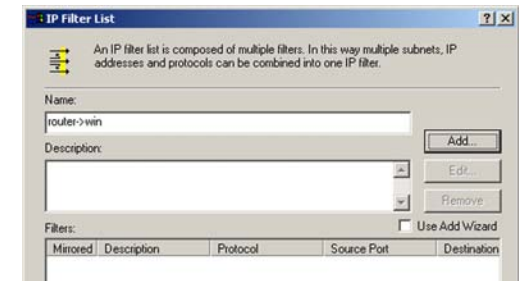 IP Filter List
An IP filter list is composed of multiple filters. In this way multiple subnets, IP
addresses and protocols can be combined into one IP filter.
Name:
router->win
Add...
Description:
Edit...
Remove
Filters:
Use Add Wizard
Mirrored Description Protocol Source Port Destination